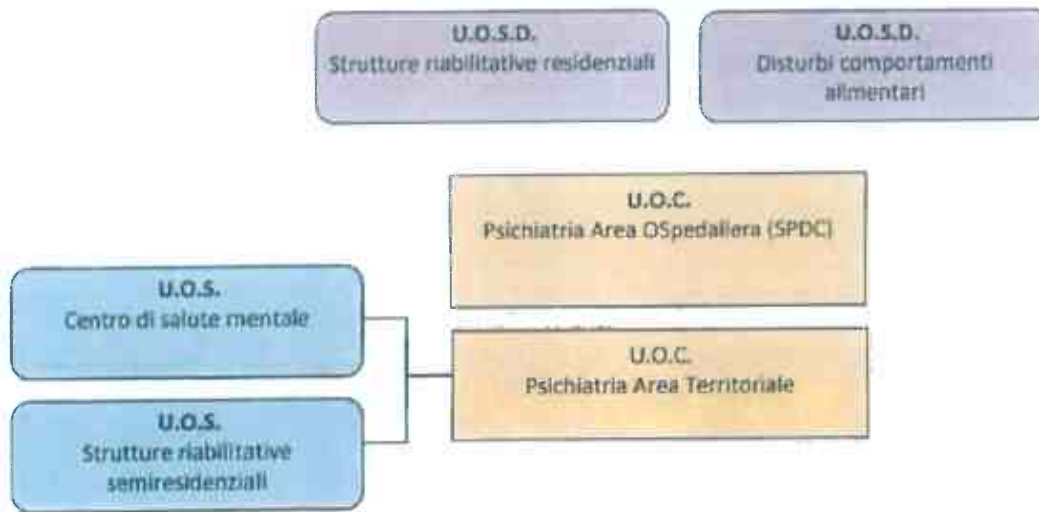 U.O.S.D.
Strutture riabilitative residenziali
U.O.S.D.
Disturbi comportamenti
alimentari
U.O.C.
Psichiatria Area OSpedaliera (SPDC)
U.O.S.
Centro di salute mentale
U.O.C.
Psichiatria Area Territoriale
U.O.S.
Strutture riabilitative
semiresidenziali